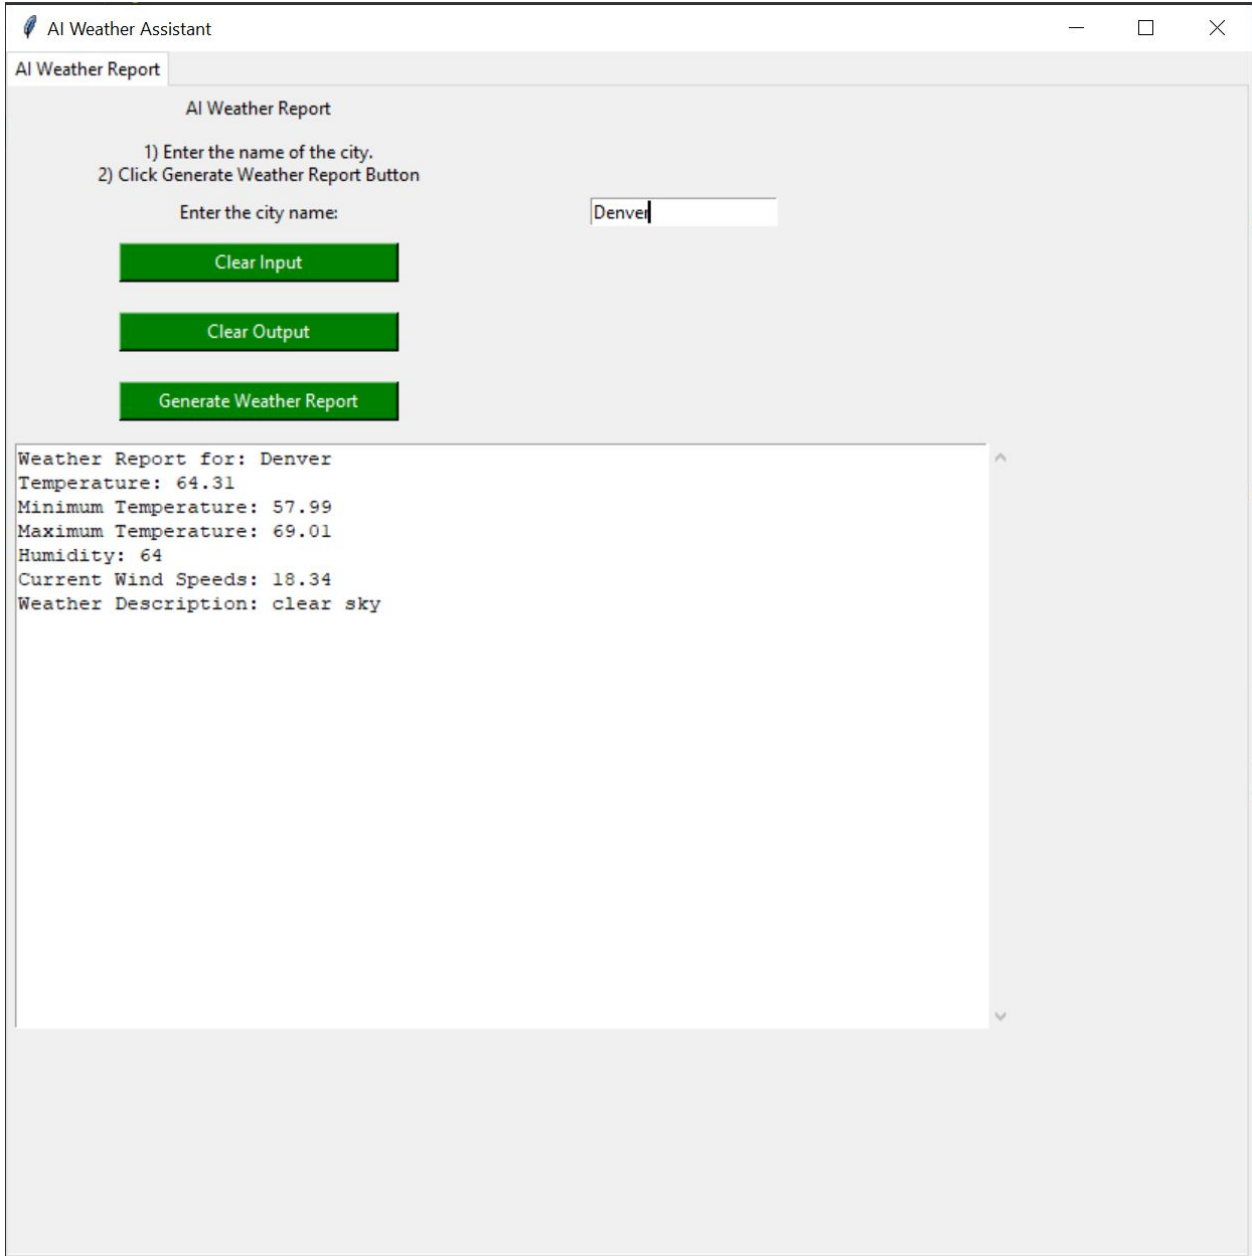 AI Weather Assistant
AI Weather Report
AI Weather Report
1) Enter the name of the city.
2) Click Generate Weather Report Button
Enter the city name: Denver
Clear Input
Clear Output
Generate Weather Report
Weather Report for: Denver
Temperature: 64.31
Minimum Temperature: 57.99
Maximum Temperature: 69.01
Humidity: 64
Current Wind Speeds: 18.34
Weather Description: clear sky